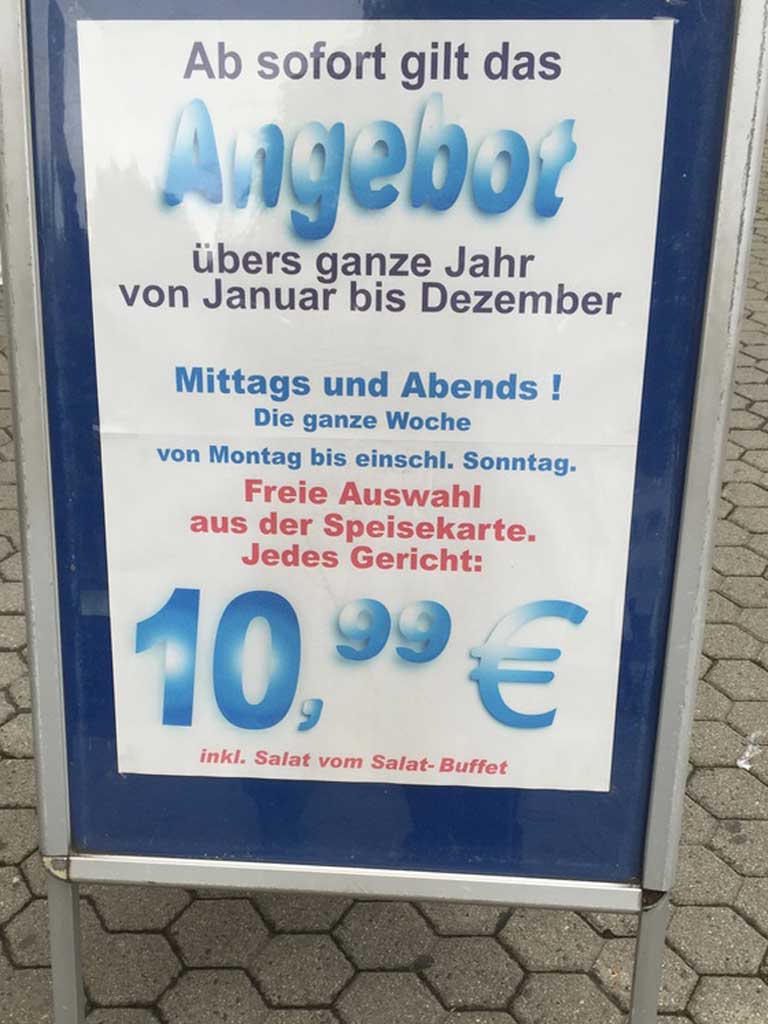 Ab sofort gilt das
Angebot
übers ganze Jahr
von Januar bis Dezember
Mittags und Abends !
Die ganze Woche
von Montag bis einschl. Sonntag.
Freie Auswahl
aus der Speisekarte.
Jedes Gericht:
10,99 €
inkl. Salat vom Salat-Buffet